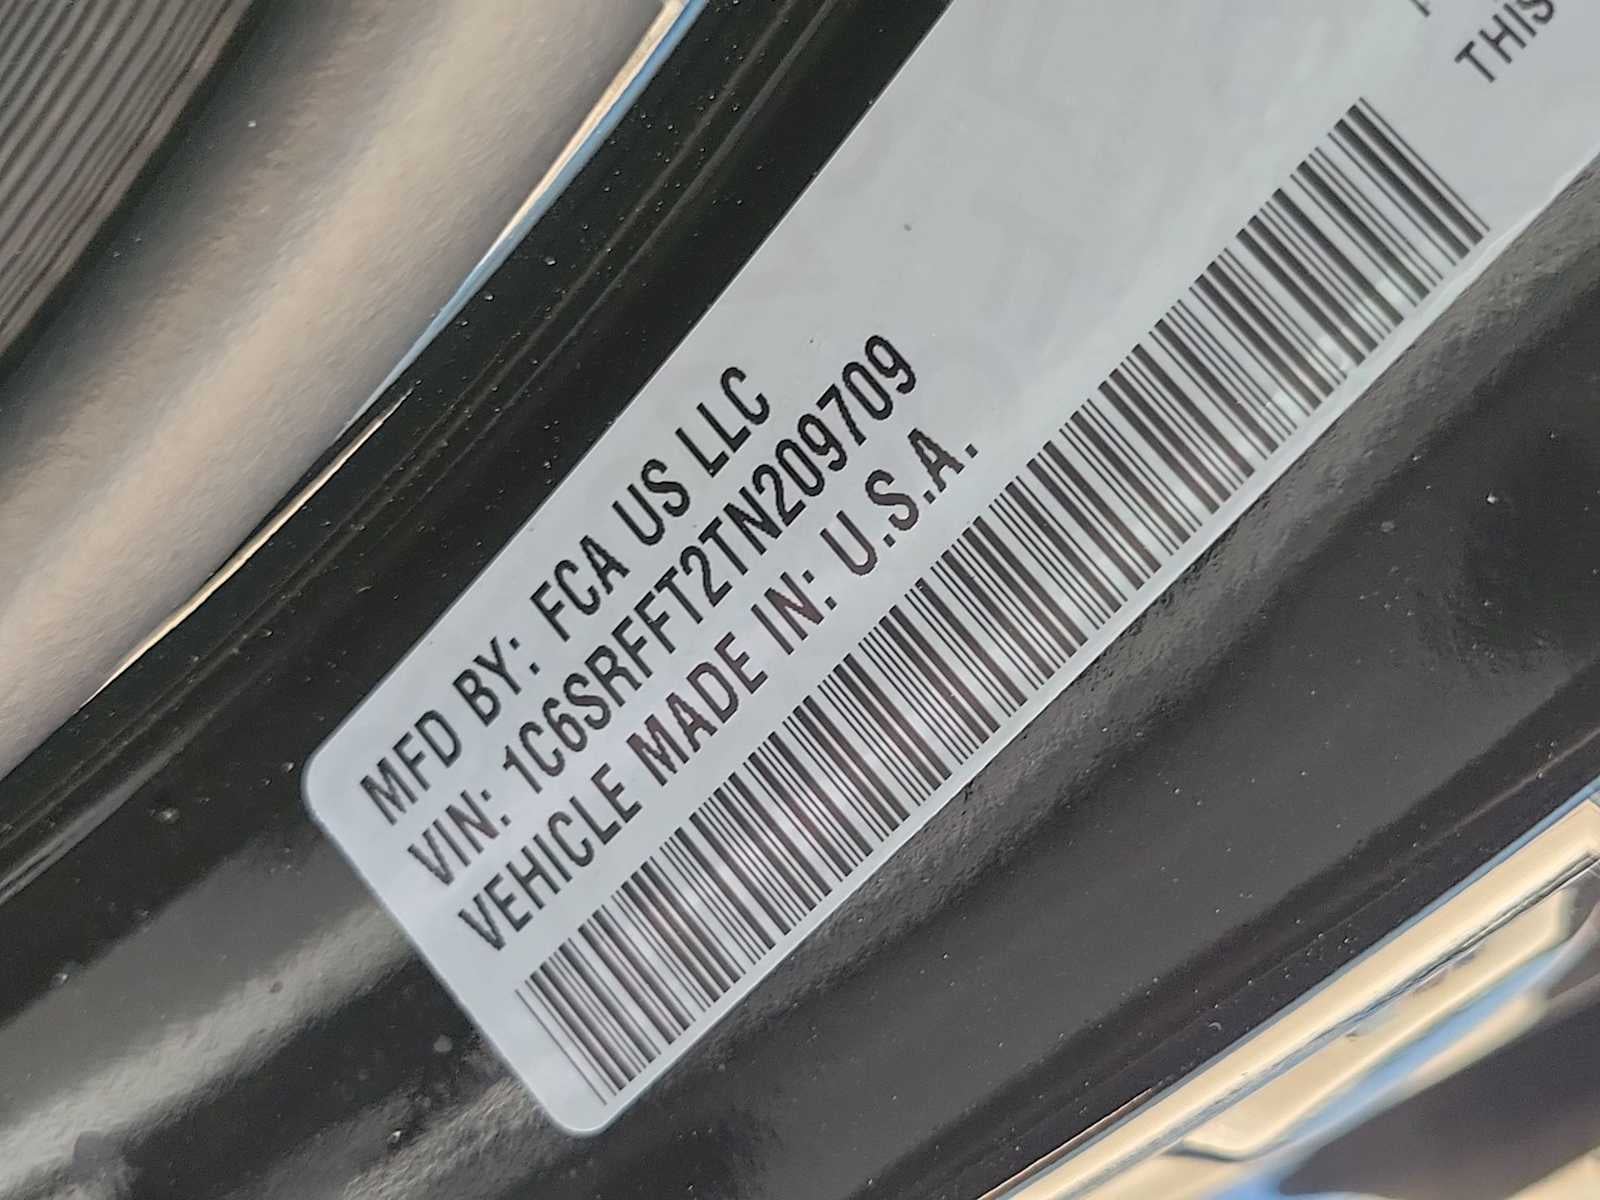 MFD BY: FCA US LLC
VIN: 1C6SRFFT2TN209709
VEHICLE MADE IN: U.S.A.
THIS